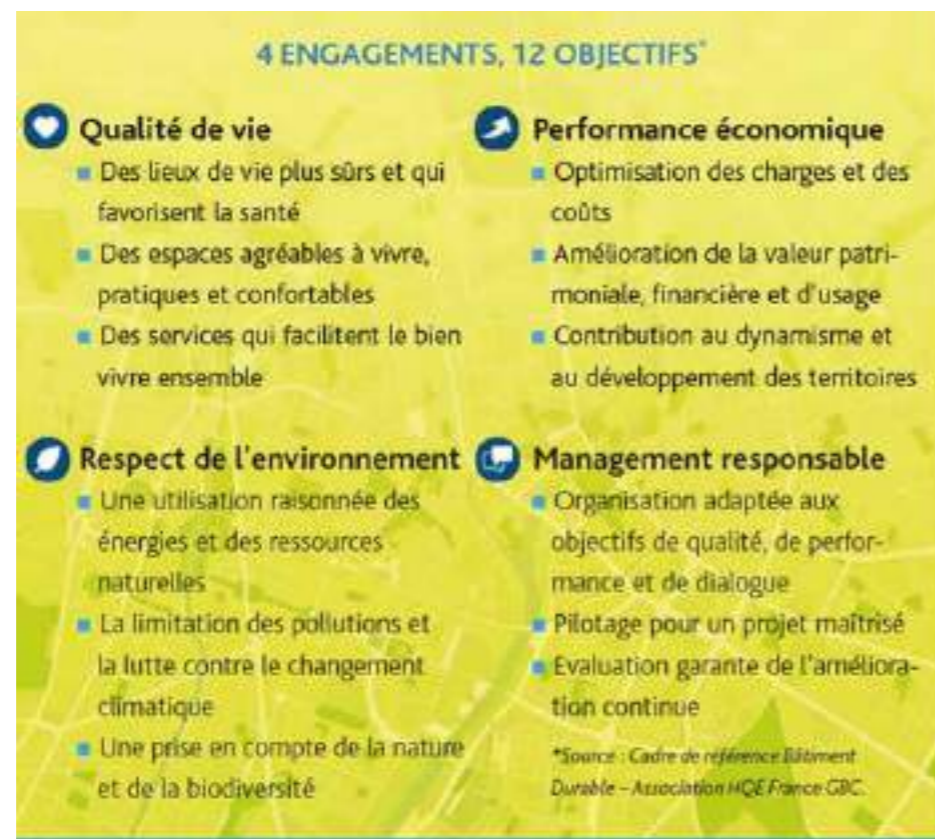 4 ENGAGEMENTS, 12 OBJECTIFS*
Qualité de vie
Des lieux de vie plus sûrs et qui
favorisent la santé
Des espaces agréables à vivre,
pratiques et confortables
Des services qui facilitent le bien
vivre ensemble
Performance économique
Optimisation des charges et des
coûts
Amélioration de la valeur patri-
moniale, financière et d'usage
Contribution au dynamisme et
au développement des territoires
Respect de l'environnement
Une utilisation raisonnée des
énergies et des ressources
naturelles
La limitation des pollutions et
la lutte contre le changement
climatique
Une prise en compte de la nature
et de la biodiversité
Management responsable
Organisation adaptée aux
objectifs de qualité, de perfor-
mance et de dialogue
Pilotage pour un projet maîtrisé
Evaluation garante de l'améliora-
tion continue
*Source : Cadre de référence Bâtiment
Durable – Association HQE France GBC.